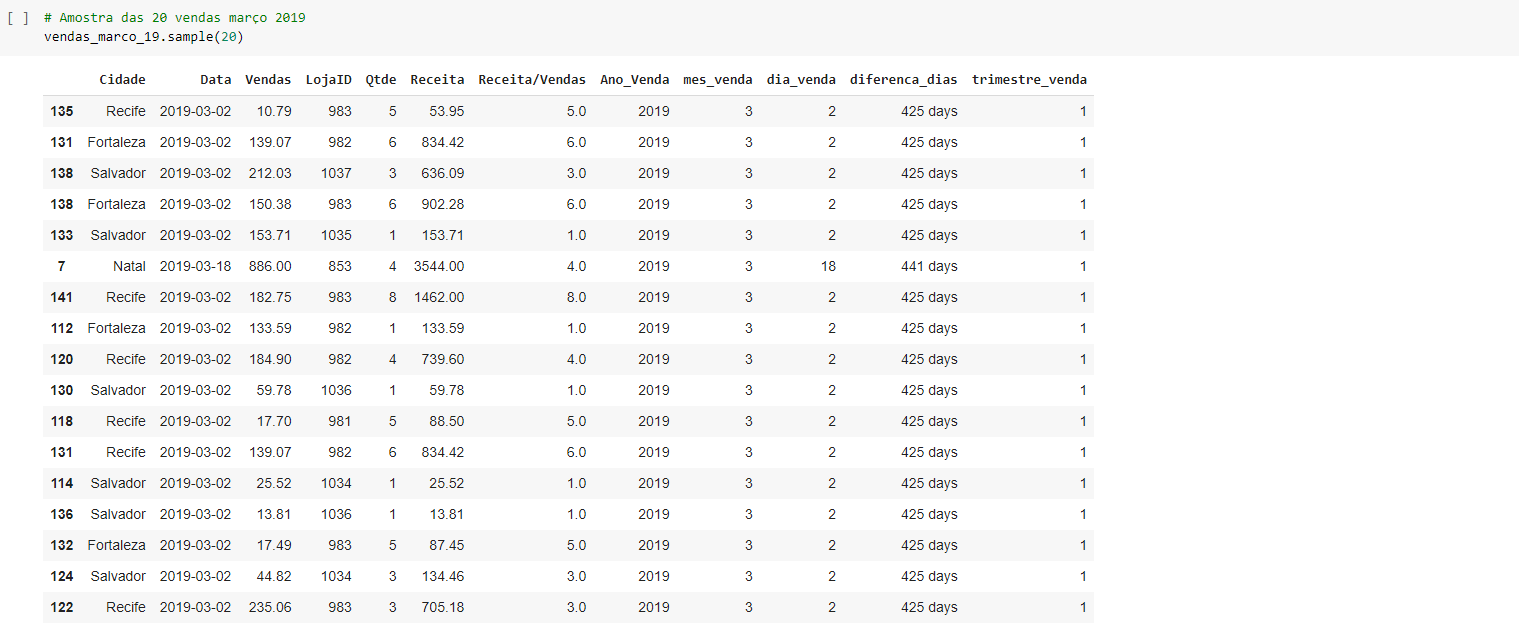 [ ] # Amostra das 20 vendas março 2019
vendas_marco_19.sample(20)
Cidade Data Vendas LojaID Qtde Receita Receita/Vendas Ano_Venda mes_venda dia_venda diferenca_dias trimestre_venda
135 Recife 2019-03-02 10.79 983 5 53.95 5.0 2019 3 2 425 days 1
131 Fortaleza 2019-03-02 139.07 982 6 834.42 6.0 2019 3 2 425 days 1
138 Salvador 2019-03-02 212.03 1037 3 636.09 3.0 2019 3 2 425 days 1
138 Fortaleza 2019-03-02 150.38 983 6 902.28 6.0 2019 3 2 425 days 1
133 Salvador 2019-03-02 153.71 1035 1 153.71 1.0 2019 3 2 425 days 1
7 Natal 2019-03-18 886.00 853 4 3544.00 4.0 2019 3 18 441 days 1
141 Recife 2019-03-02 182.75 983 8 1462.00 8.0 2019 3 2 425 days 1
112 Fortaleza 2019-03-02 133.59 982 1 133.59 1.0 2019 3 2 425 days 1
120 Recife 2019-03-02 184.90 982 4 739.60 4.0 2019 3 2 425 days 1
130 Salvador 2019-03-02 59.78 1036 1 59.78 1.0 2019 3 2 425 days 1
118 Recife 2019-03-02 17.70 981 5 88.50 5.0 2019 3 2 425 days 1
131 Recife 2019-03-02 139.07 982 6 834.42 6.0 2019 3 2 425 days 1
114 Salvador 2019-03-02 25.52 1034 1 25.52 1.0 2019 3 2 425 days 1
136 Salvador 2019-03-02 13.81 1036 1 13.81 1.0 2019 3 2 425 days 1
132 Fortaleza 2019-03-02 17.49 983 5 87.45 5.0 2019 3 2 425 days 1
124 Salvador 2019-03-02 44.82 1034 3 134.46 3.0 2019 3 2 425 days 1
122 Recife 2019-03-02 235.06 983 3 705.18 3.0 2019 3 2 425 days 1